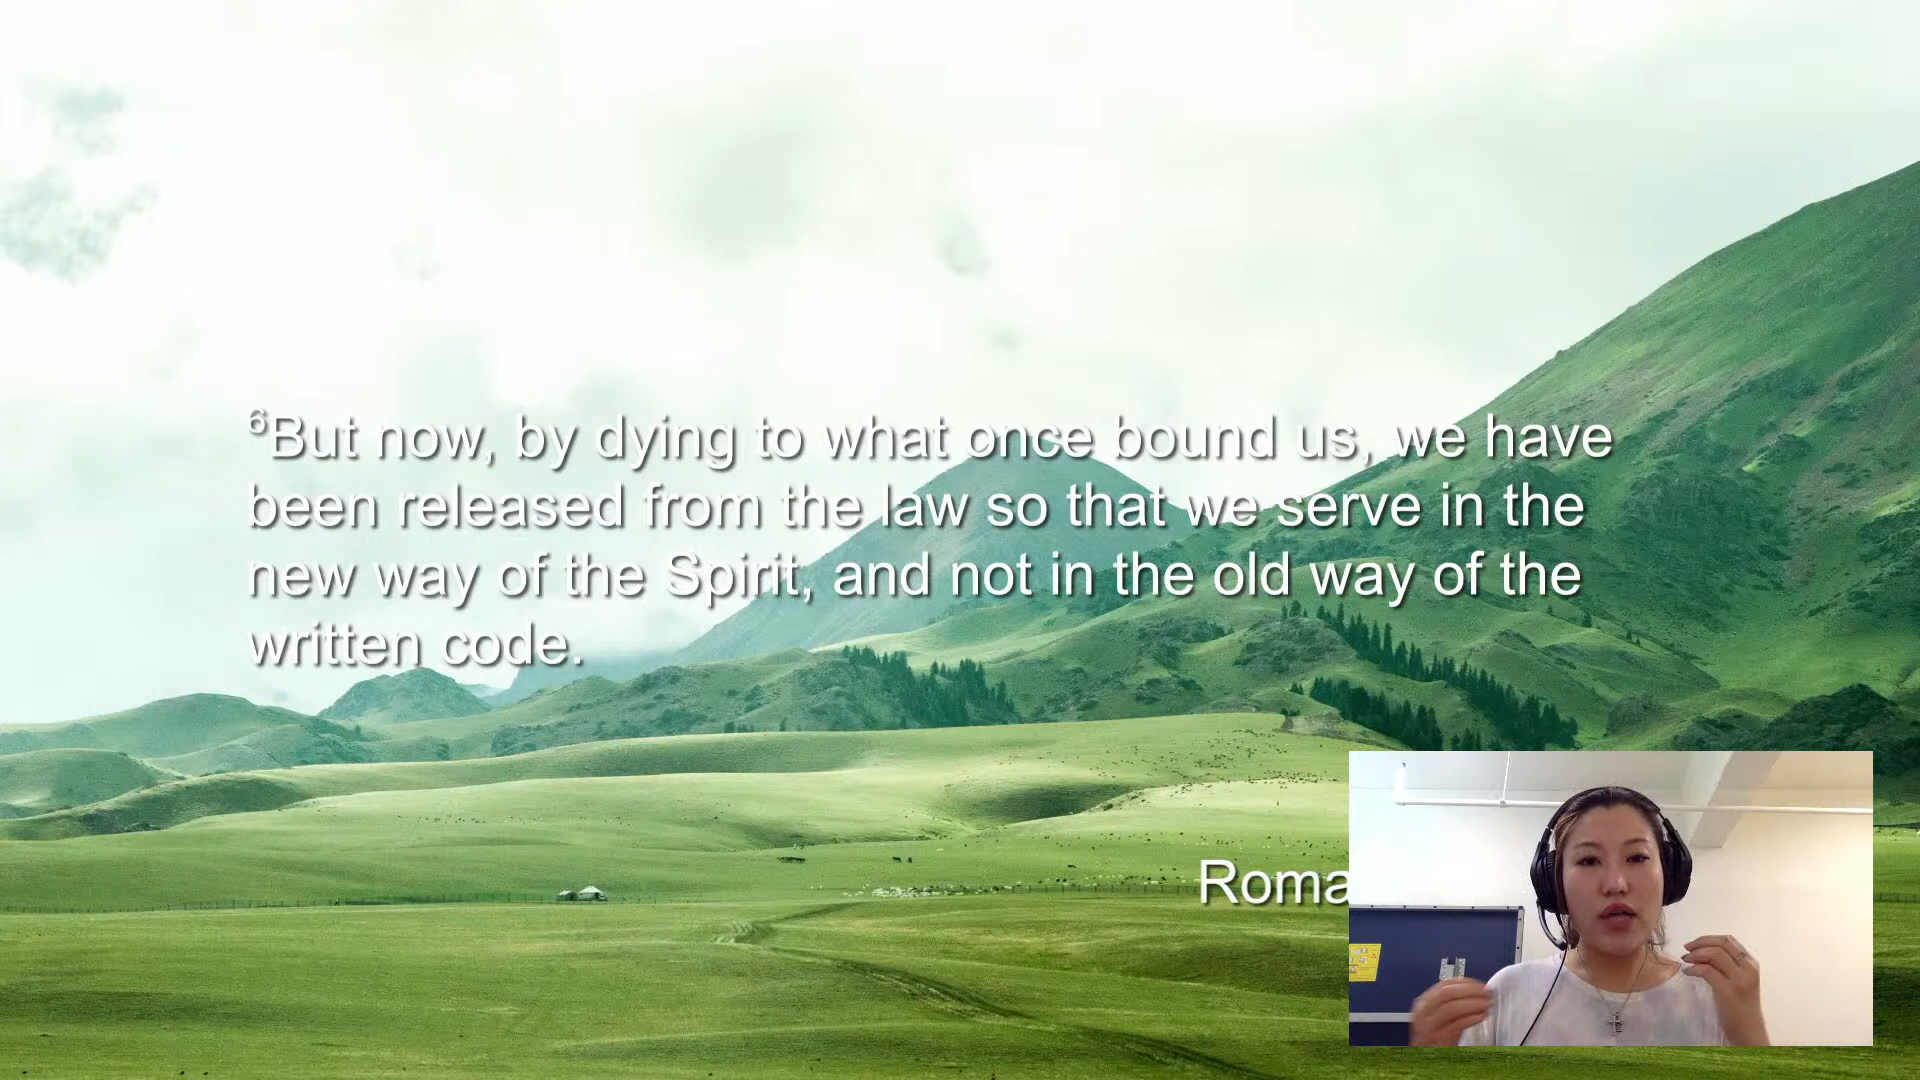 ⁶But now, by dying to what once bound us, we have
been released from the law so that we serve in the
new way of the Spirit, and not in the old way of the
written code.
Roma